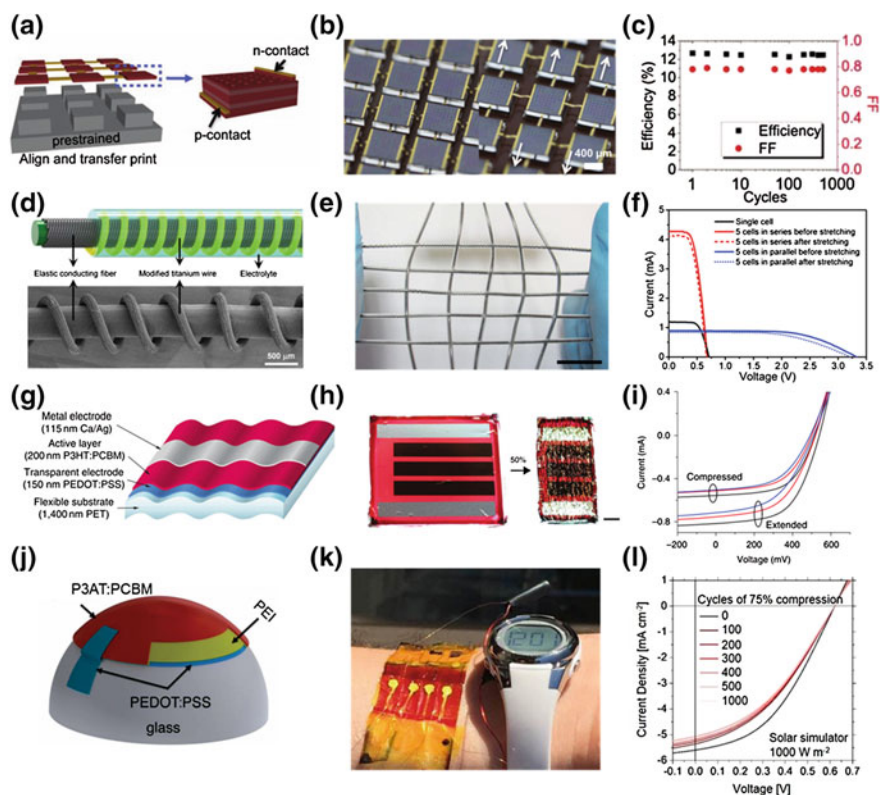 (a)
n-contact
p-contact
prestrained
Align and transfer print
(b)
400 μm
(c)
Efficiency (%)
14
12
10
8
6
4
2
0
1.0
0.8
0.6
0.4
0.2
0.0
FF
Efficiency
FF
1
10
100
1000
Cycles
(d)
Elastic conducting fiber
Modified titanium wire
Electrolyte
500 μm
(e)
(f)
Current (mA)
4
3
2
1
0
Single cell
5 cells in series before stretching
5 cells in series after stretching
5 cells in parallel before stretching
5 cells in parallel after stretching
0.0 0.5 1.0 1.5 2.0 2.5 3.0 3.5
Voltage (V)
(g)
Metal electrode
(115 nm Ca/Ag)
Active layer
(200 nm P3HT:PCBM)
Transparent electrode
(150 nm PEDOT:PSS)
Flexible substrate
(1,400 nm PET)
(h)
50%
(i)
Current (mA)
0.4
0.0
−0.4
−0.8
Compressed
Extended
−200 0 200 400 600
Voltage (mV)
(j)
P3AT:PCBM
PEI
PEDOT:PSS
glass
(k)
1201
(l)
Current Density [mA cm-2]
1
0
-1
-2
-3
-4
-5
-6
Cycles of 75% compression
0
100
200
300
400
500
1000
Solar simulator
1000 W m-2
-0.1 0.0 0.1 0.2 0.3 0.4 0.5 0.6 0.7
Voltage [V]